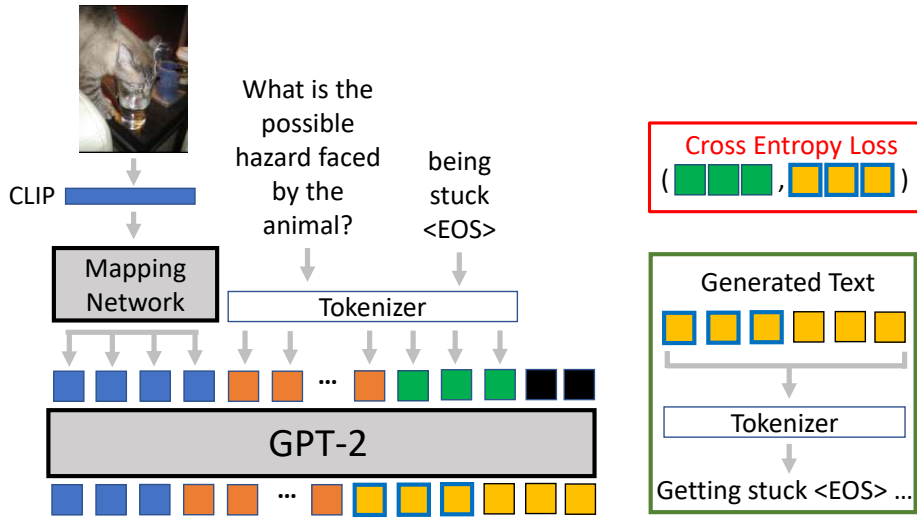 What is the
possible
hazard faced
by the
animal?
being
stuck
<EOS>
CLIP
Mapping
Network
Tokenizer
...
GPT-2
...
Cross Entropy Loss
( , )
Generated Text
Tokenizer
Getting stuck <EOS> ...